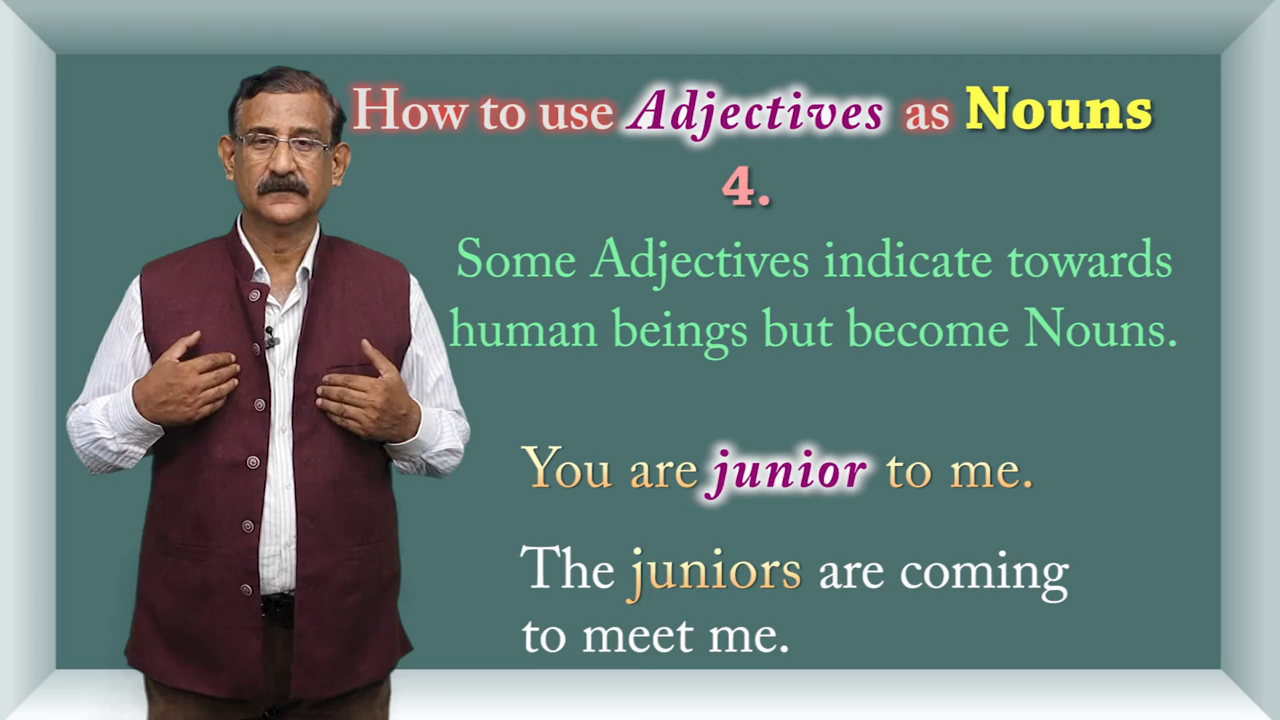 How to use Adjectives as Nouns
4.
Some Adjectives indicate towards
human beings but become Nouns.
You are junior to me.
The juniors are coming
to meet me.